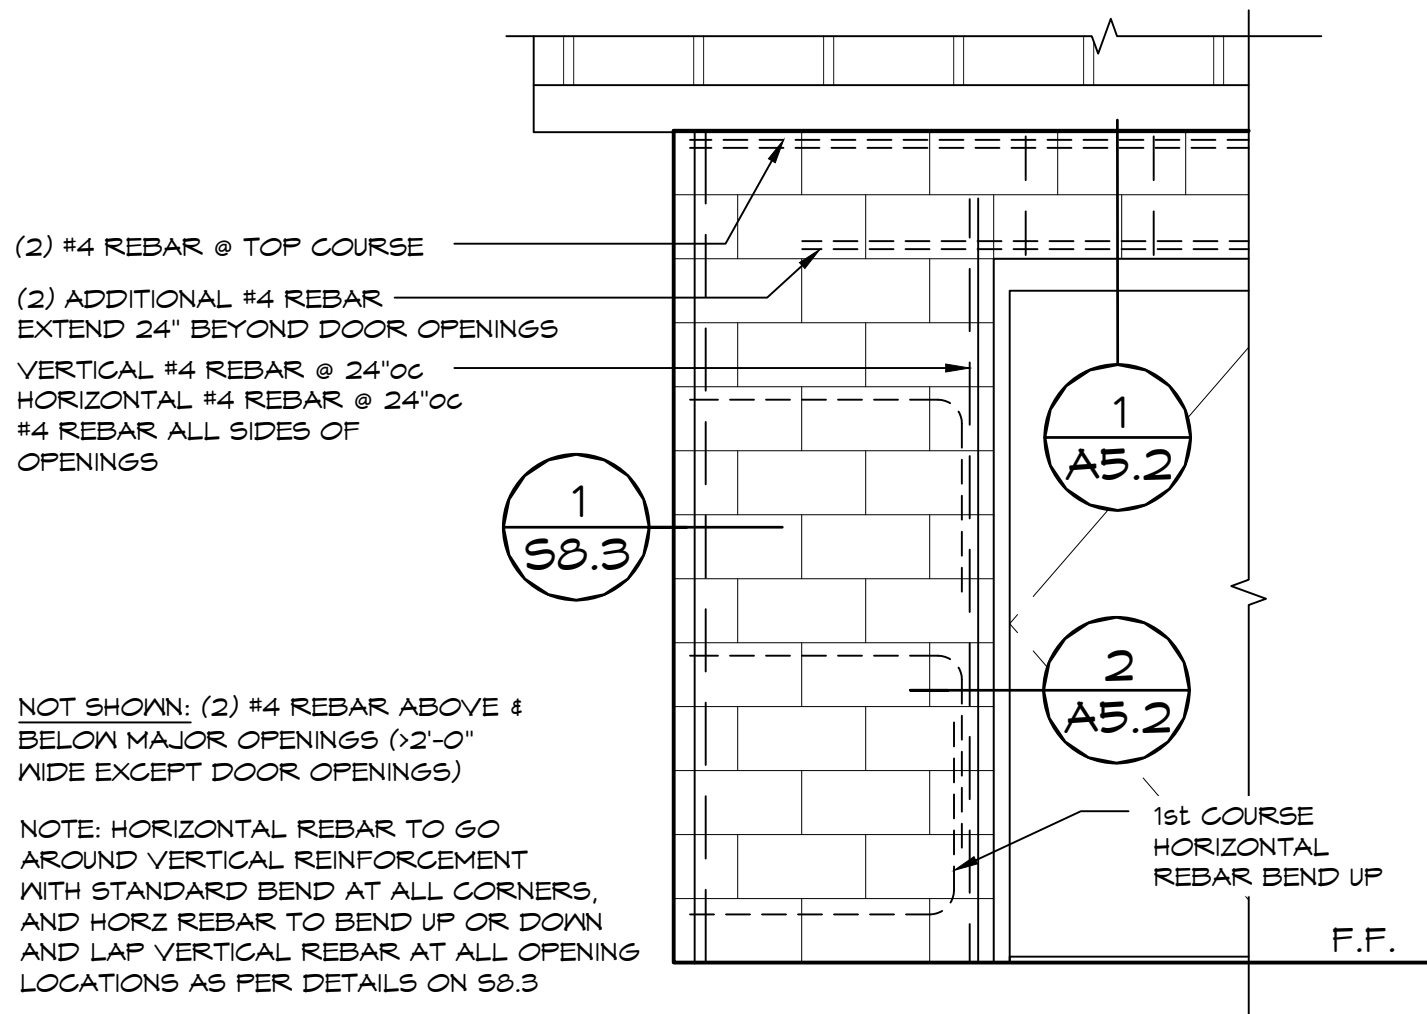 (2) #4 REBAR @ TOP COURSE
(2) ADDITIONAL #4 REBAR
EXTEND 24" BEYOND DOOR OPENINGS
VERTICAL #4 REBAR @ 24"oc
HORIZONTAL #4 REBAR @ 24"oc
#4 REBAR ALL SIDES OF
OPENINGS
1
A5.2
1
S8.3
2
A5.2
NOT SHOWN: (2) #4 REBAR ABOVE &
BELOW MAJOR OPENINGS (>2'-0"
WIDE EXCEPT DOOR OPENINGS)
NOTE: HORIZONTAL REBAR TO GO
AROUND VERTICAL REINFORCEMENT
WITH STANDARD BEND AT ALL CORNERS,
AND HORZ REBAR TO BEND UP OR DOWN
AND LAP VERTICAL REBAR AT ALL OPENING
LOCATIONS AS PER DETAILS ON S8.3
1st COURSE
HORIZONTAL
REBAR BEND UP
F.F.